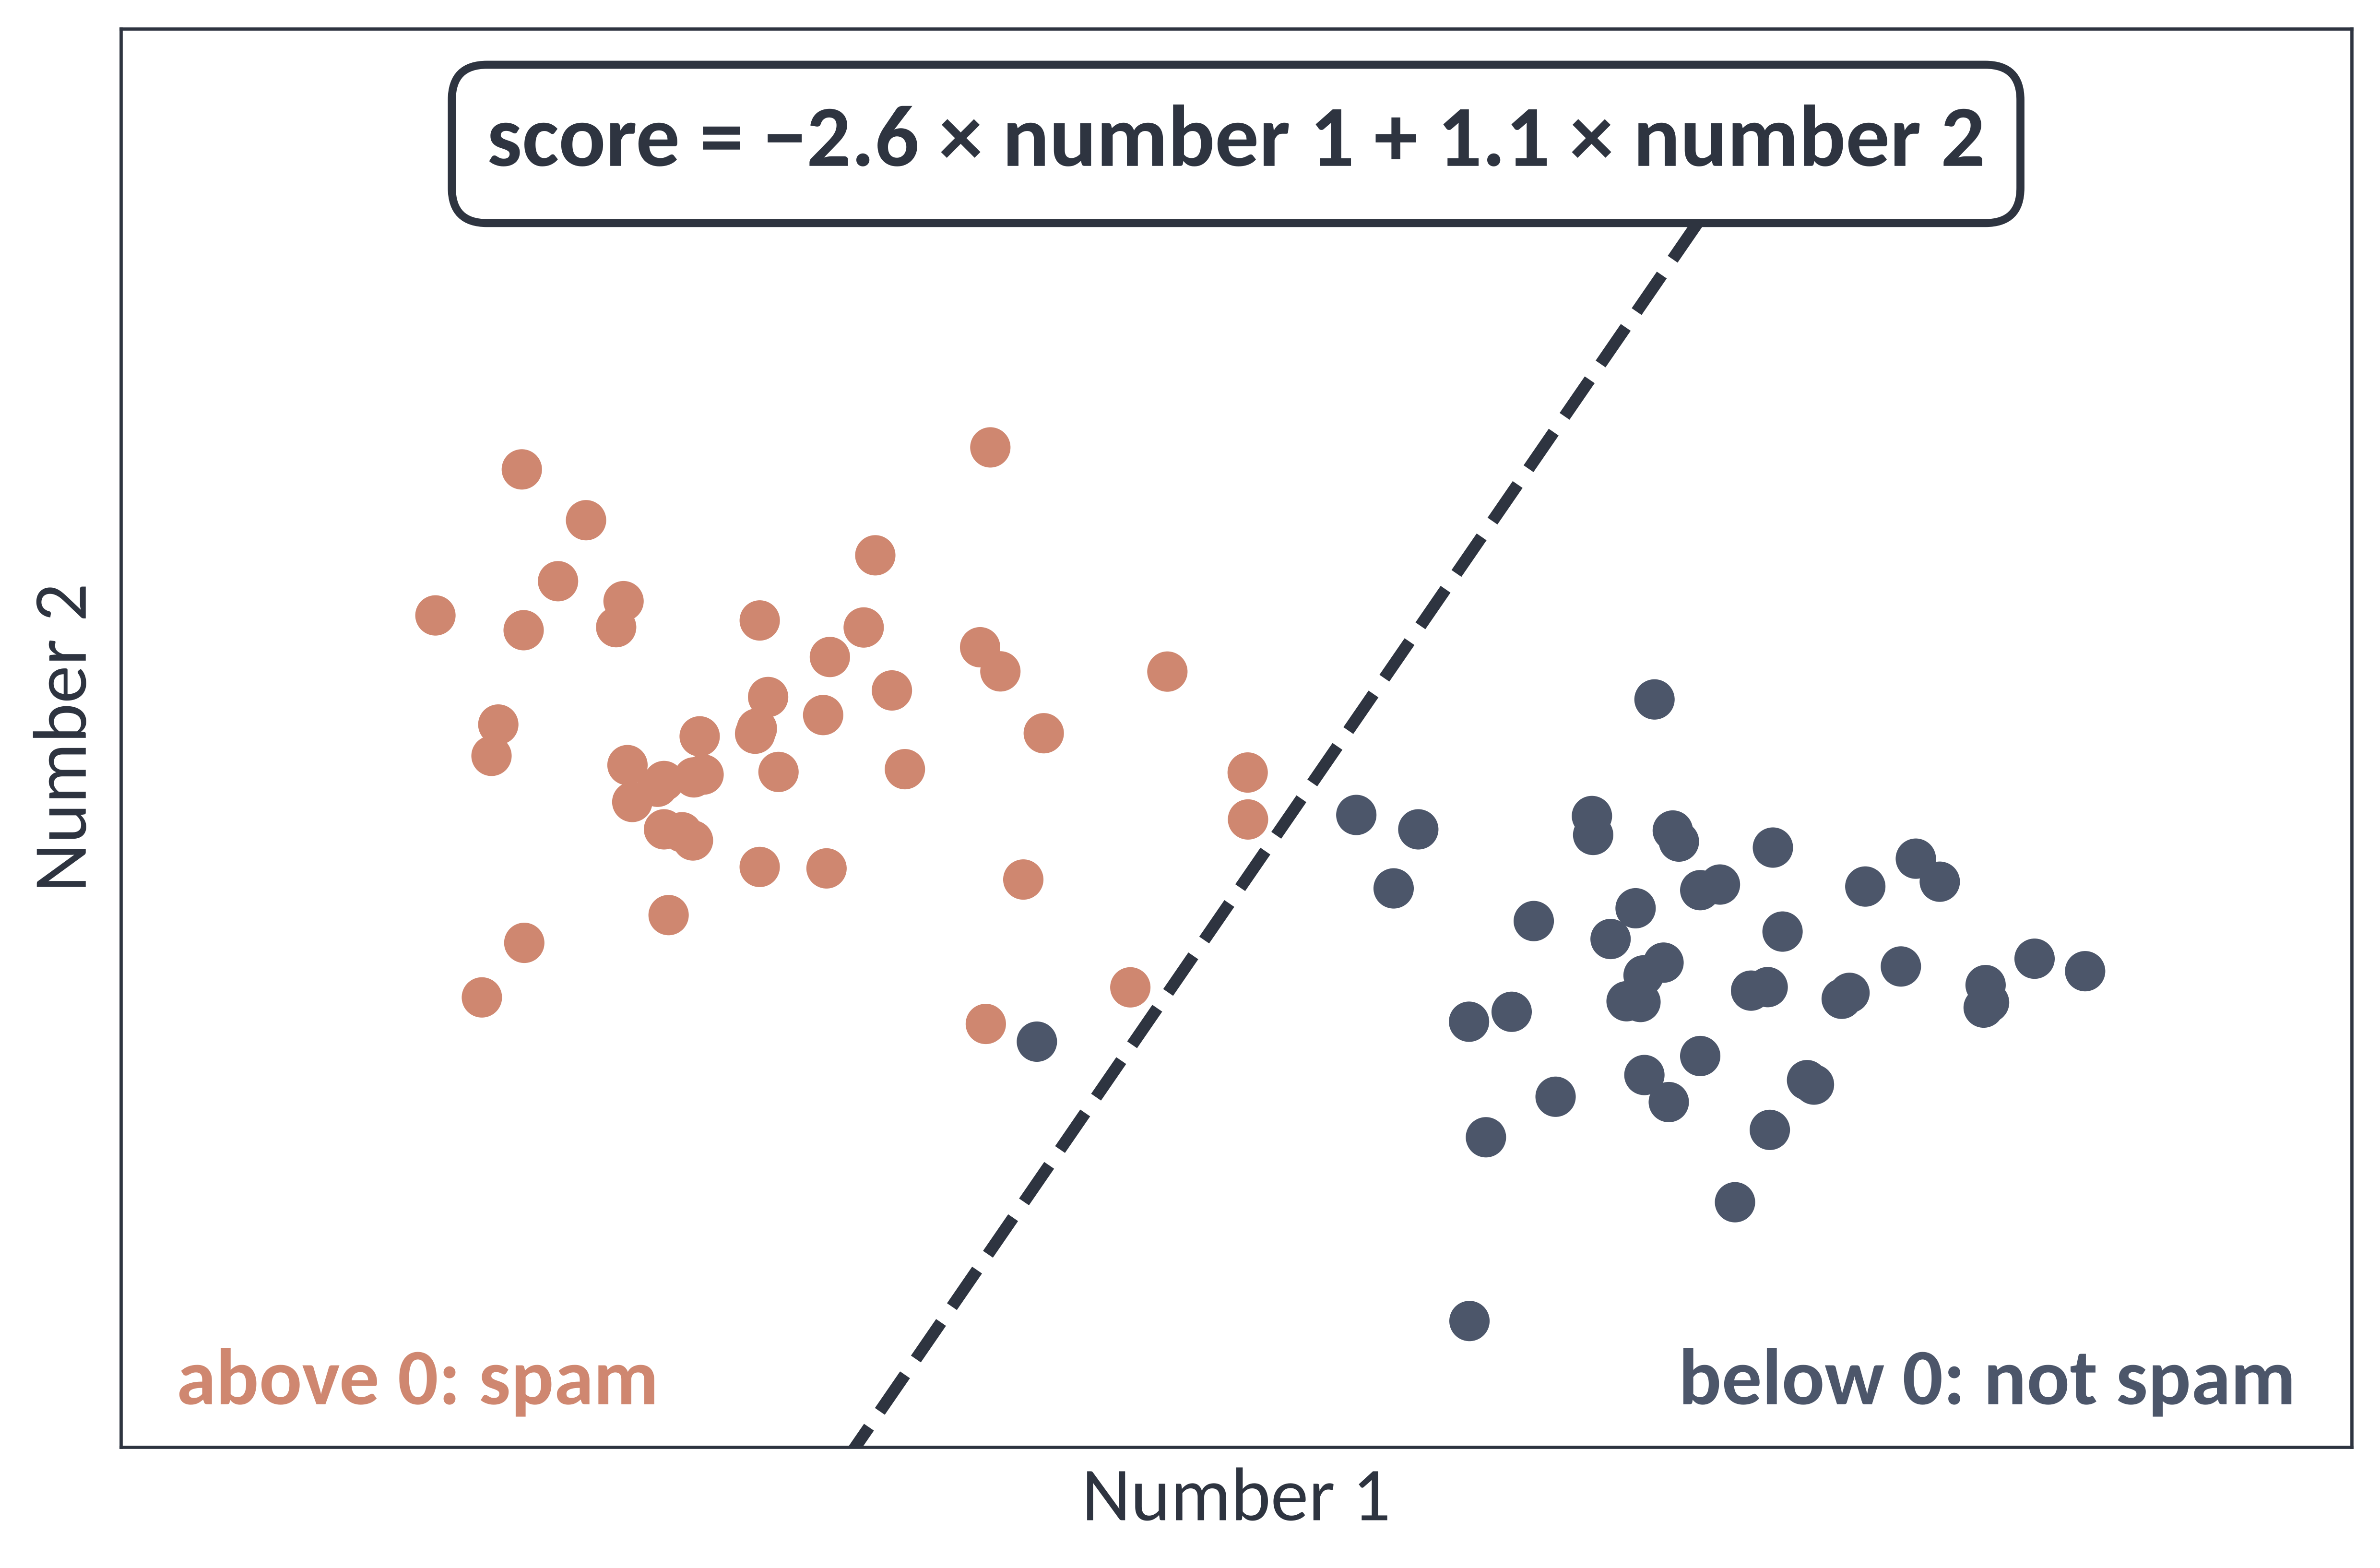 score = −2.6 × number 1 + 1.1 × number 2
Number 2
above 0: spam
below 0: not spam
Number 1